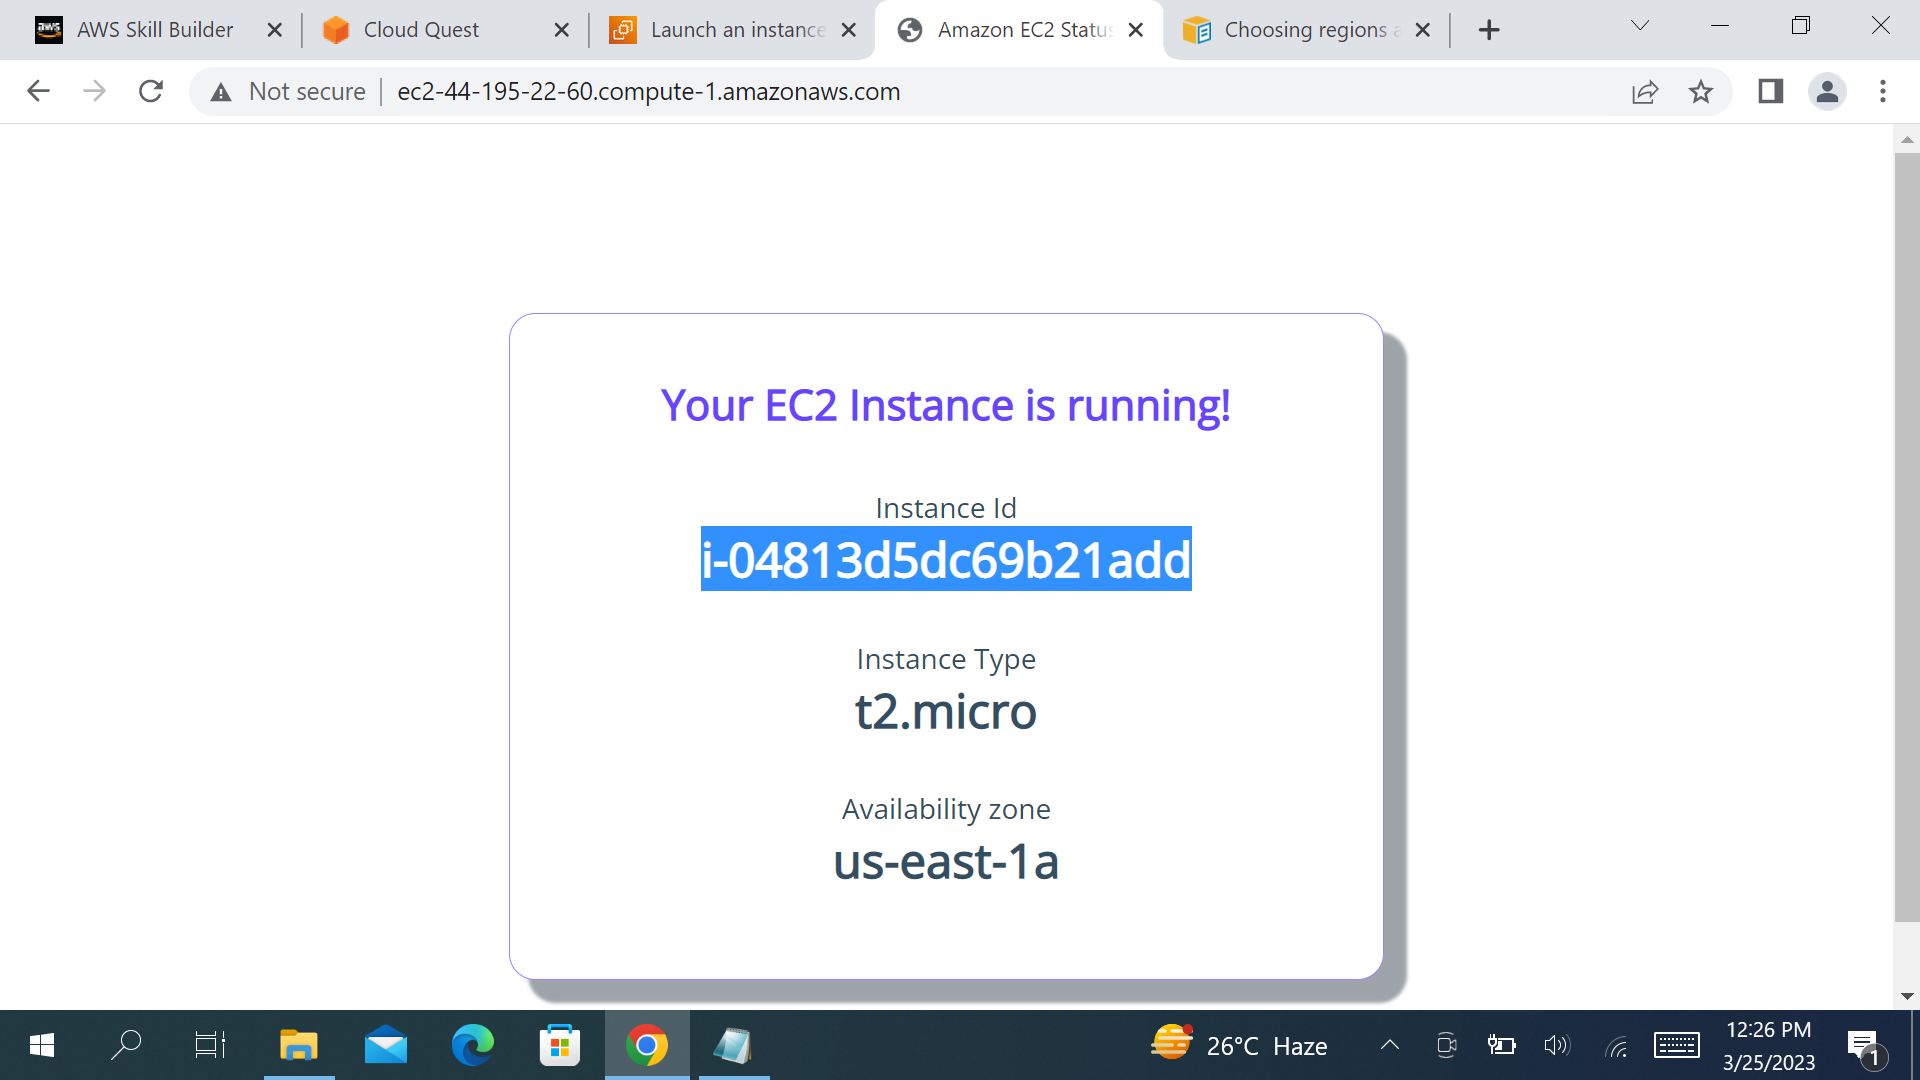 AWS Skill Builder
Cloud Quest
Launch an instance
Amazon EC2 Status
Choosing regions a
Not secure
ec2-44-195-22-60.compute-1.amazonaws.com
Your EC2 Instance is running!
Instance Id
i-04813d5dc69b21add
Instance Type
t2.micro
Availability zone
us-east-1a
26°C Haze
12:26 PM
3/25/2023
1